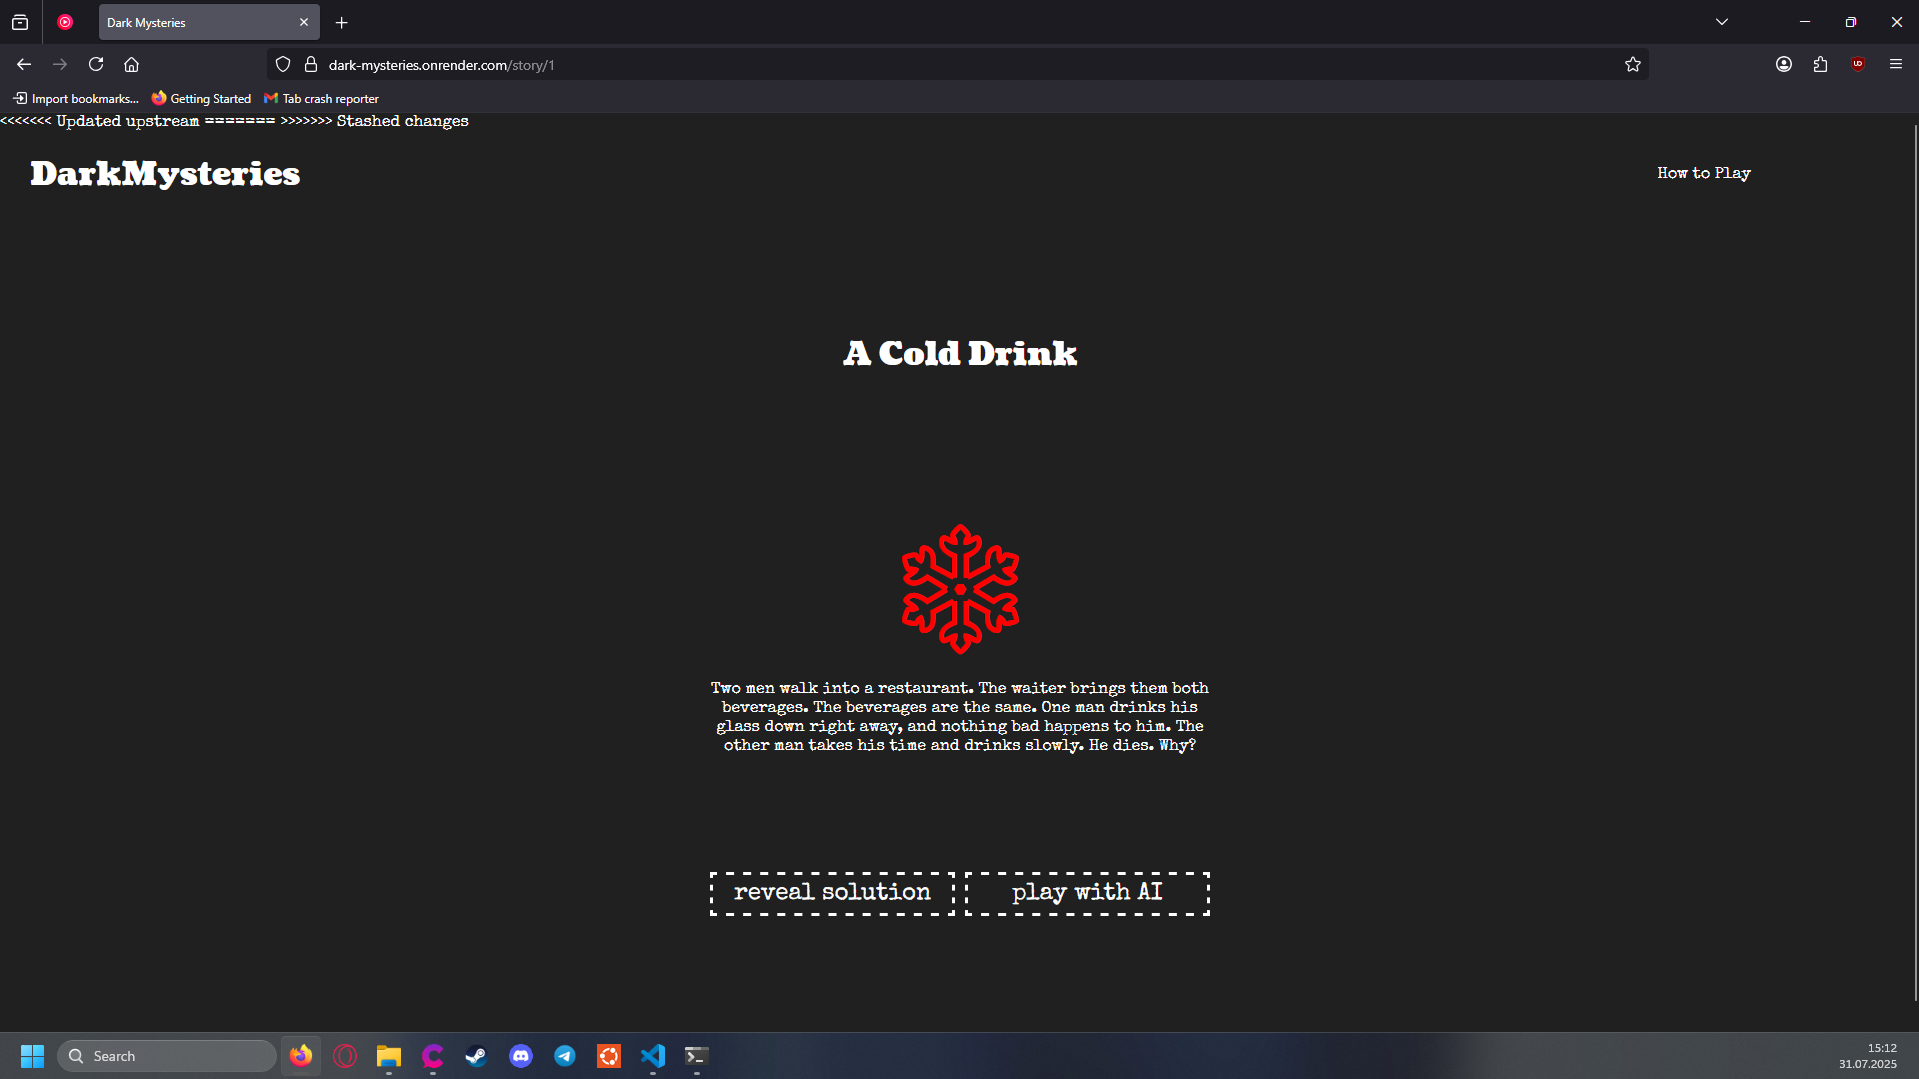 Dark Mysteries
dark-mysteries.onrender.com/story/1
Import bookmarks... Getting Started Tab crash reporter
<<<<<<< Updated upstream ======= >>>>>>> Stashed changes
DarkMysteries
How to Play
A Cold Drink
Two men walk into a restaurant. The waiter brings them both
beverages. The beverages are the same. One man drinks his
glass down right away, and nothing bad happens to him. The
other man takes his time and drinks slowly. He dies. Why?
reveal solution
play with AI
Search
15:12
31.07.2025